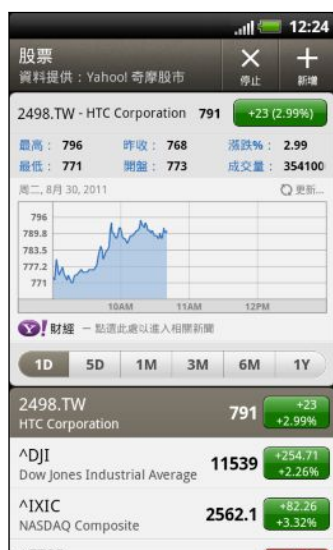 12:24
股票
資料提供：Yahoo! 奇摩股市
停止
新增
2498.TW - HTC Corporation 791 +23 (2.99%)
最高： 796 昨收： 768 漲跌%： 2.99
最低： 771 開盤： 773 成交量： 354100
周二, 8月 30, 2011 更新...
796
789.8
783.5
777.2
771
10AM 11AM 12PM
Y! 財經 － 點選此處以進入相關新聞
1D 5D 1M 3M 6M 1Y
2498.TW
HTC Corporation
791
+23
+2.99%
^DJI
Dow Jones Industrial Average
11539
+254.71
+2.26%
^IXIC
NASDAQ Composite
2562.1
+82.26
+3.32%